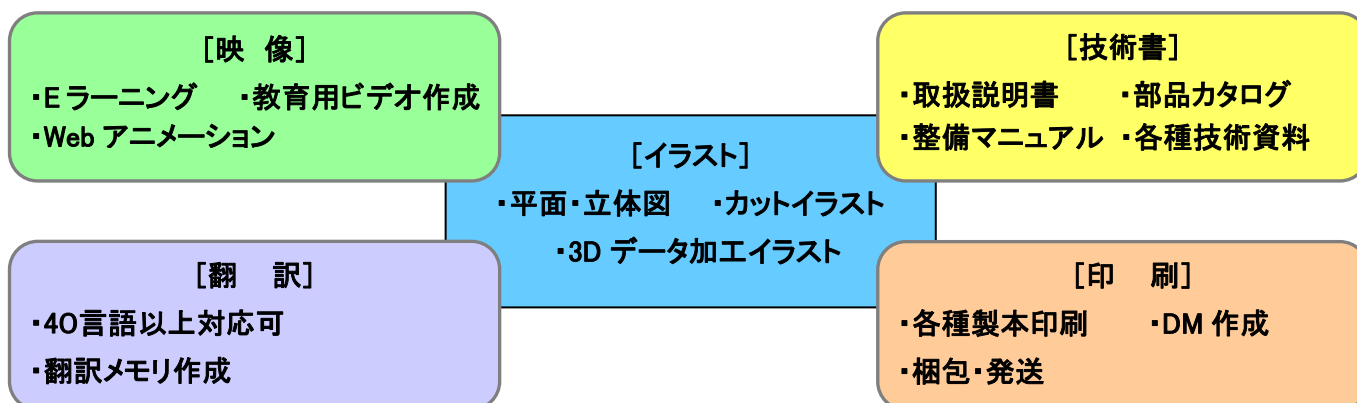 [映 像]
・Eラーニング ・教育用ビデオ作成
・Web アニメーション
[技術書]
・取扱説明書 ・部品カタログ
・整備マニュアル ・各種技術資料
[イラスト]
・平面・立体図 ・カットイラスト
・3D データ加工イラスト
[翻 訳]
・40言語以上対応可
・翻訳メモリ作成
[印 刷]
・各種製本印刷 ・DM 作成
・梱包・発送